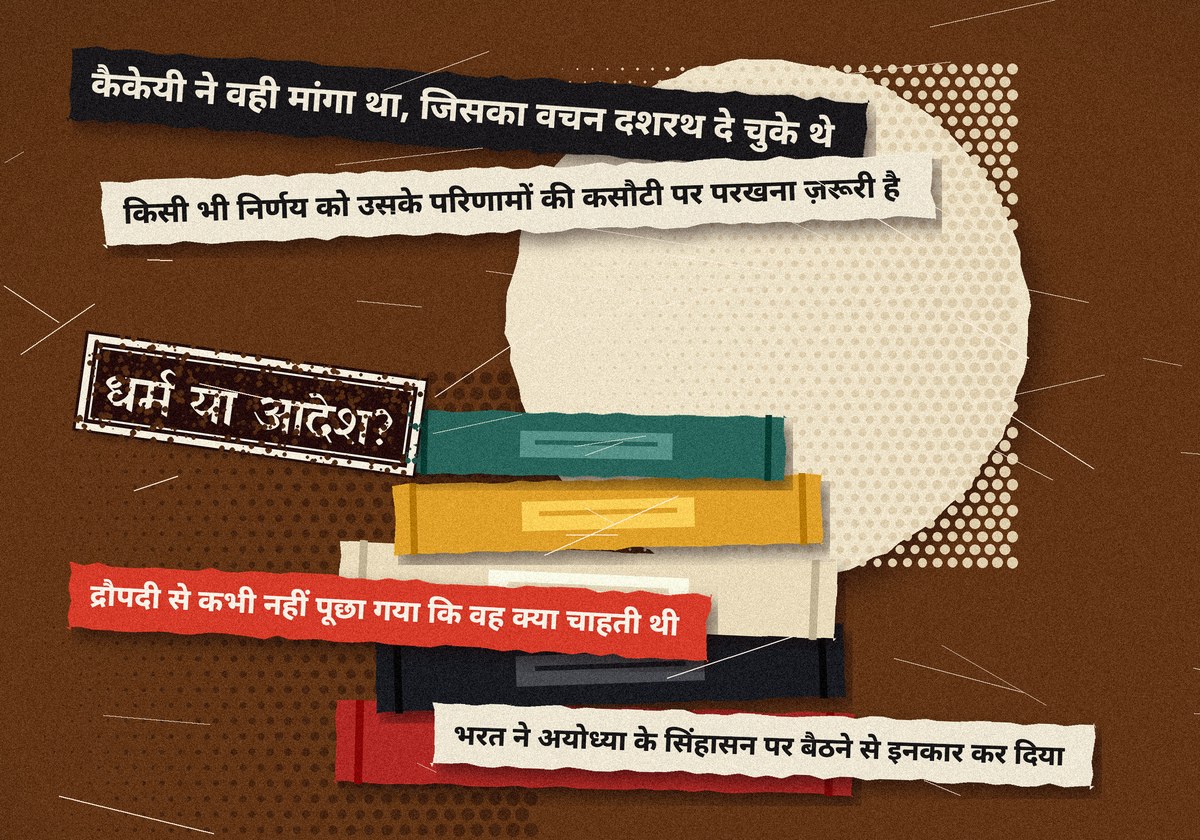 कैकेयी ने वही मांगा था, जिसका वचन दशरथ दे चुके थे
किसी भी निर्णय को उसके परिणामों की कसौटी पर परखना ज़रूरी है
धर्म या आदेश?
द्रौपदी से कभी नहीं पूछा गया कि वह क्या चाहती थी
भरत ने अयोध्या के सिंहासन पर बैठने से इनकार कर दिया